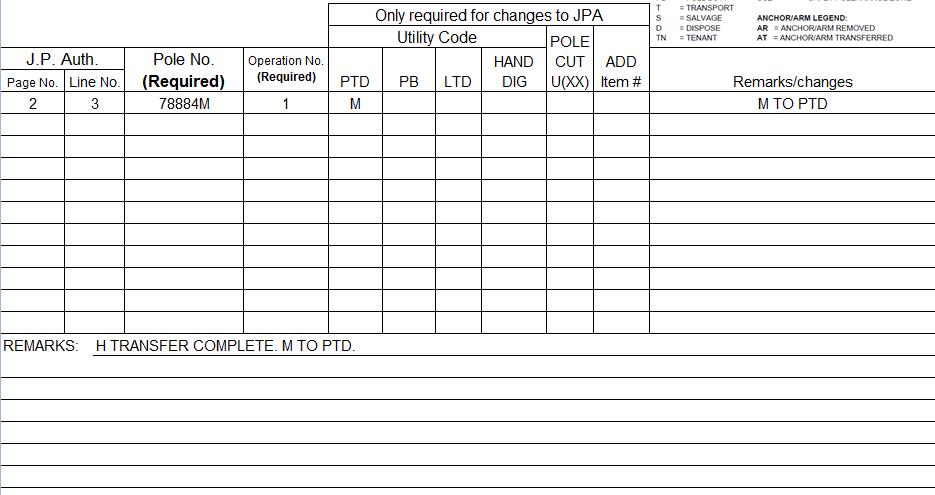 T = TRANSPORT
S = SALVAGE ANCHOR/ARM LEGEND:
D = DISPOSE AR = ANCHOR/ARM REMOVED
TN = TENANT AT = ANCHOR/ARM TRANSFERRED
Only required for changes to JPA
Utility Code
POLE CUT U(XX)
J.P. Auth.
Pole No. (Required)
Operation No. (Required)
HAND DIG
ADD Item #
Page No. Line No. PTD PB LTD Remarks/changes
2 3 78884M 1 M M TO PTD
REMARKS: H TRANSFER COMPLETE. M TO PTD.